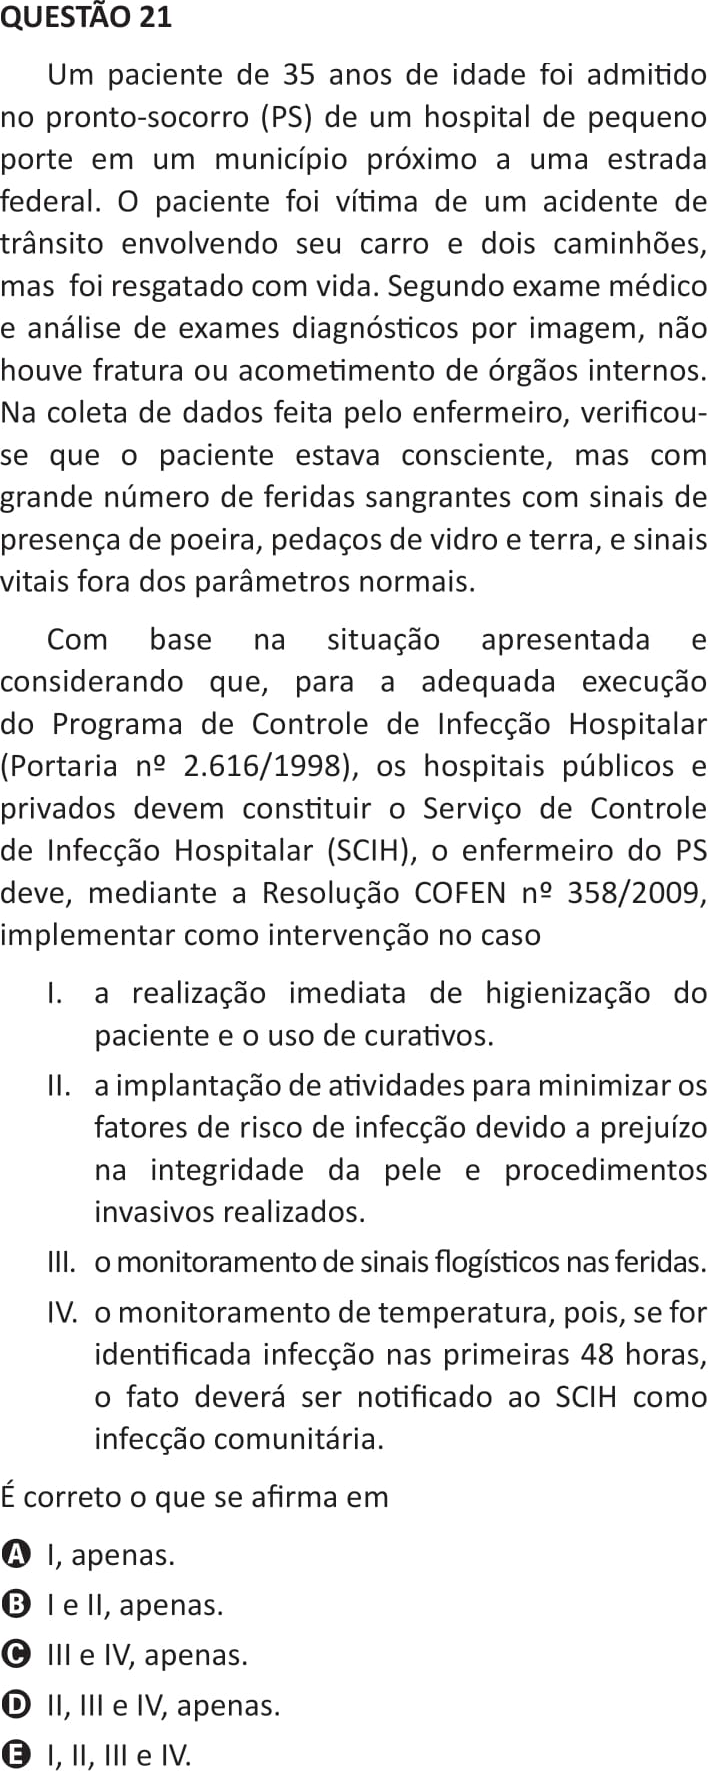 QUESTÃO 21
Um paciente de 35 anos de idade foi admitido
no pronto-socorro (PS) de um hospital de pequeno
porte em um município próximo a uma estrada
federal. O paciente foi vítima de um acidente de
trânsito envolvendo seu carro e dois caminhões,
mas foi resgatado com vida. Segundo exame médico
e análise de exames diagnósticos por imagem, não
houve fratura ou acometimento de órgãos internos.
Na coleta de dados feita pelo enfermeiro, verificou-
se que o paciente estava consciente, mas com
grande número de feridas sangrantes com sinais de
presença de poeira, pedaços de vidro e terra, e sinais
vitais fora dos parâmetros normais.
Com base na situação apresentada e
considerando que, para a adequada execução
do Programa de Controle de Infecção Hospitalar
(Portaria nº 2.616/1998), os hospitais públicos e
privados devem constituir o Serviço de Controle
de Infecção Hospitalar (SCIH), o enfermeiro do PS
deve, mediante a Resolução COFEN nº 358/2009,
implementar como intervenção no caso
I. a realização imediata de higienização do
paciente e o uso de curativos.
II. a implantação de atividades para minimizar os
fatores de risco de infecção devido a prejuízo
na integridade da pele e procedimentos
invasivos realizados.
III. o monitoramento de sinais flogísticos nas feridas.
IV. o monitoramento de temperatura, pois, se for
identificada infecção nas primeiras 48 horas,
o fato deverá ser notificado ao SCIH como
infecção comunitária.
É correto o que se afirma em
A I, apenas.
B I e II, apenas.
C III e IV, apenas.
D II, III e IV, apenas.
E I, II, III e IV.